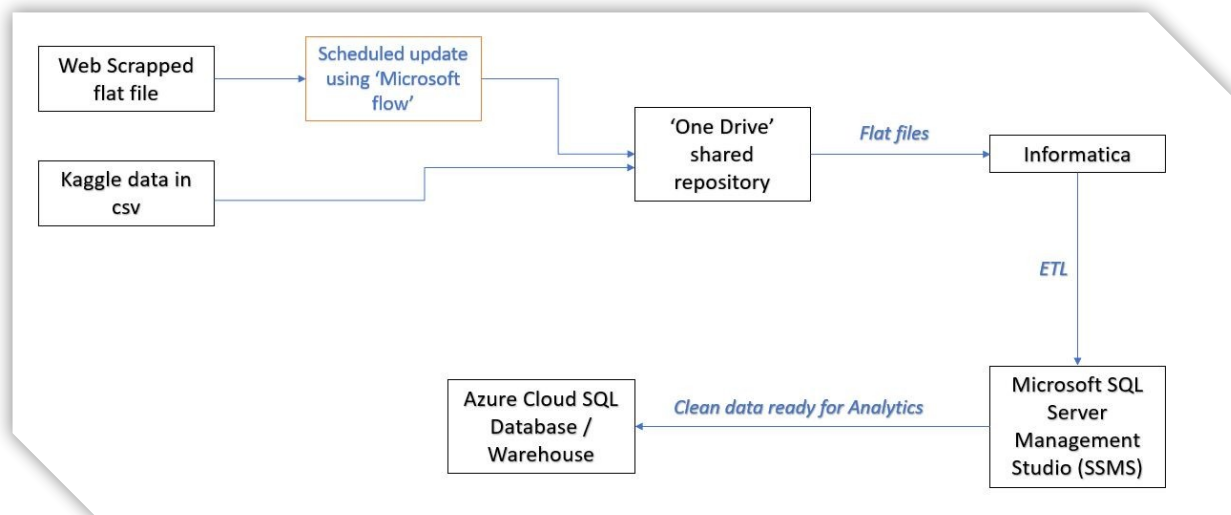 Web Scrapped
flat file
Scheduled update
using ‘Microsoft
flow’
Kaggle data in
csv
‘One Drive’
shared
repository
Flat files
Informatica
ETL
Microsoft SQL
Server
Management
Studio (SSMS)
Clean data ready for Analytics
Azure Cloud SQL
Database /
Warehouse